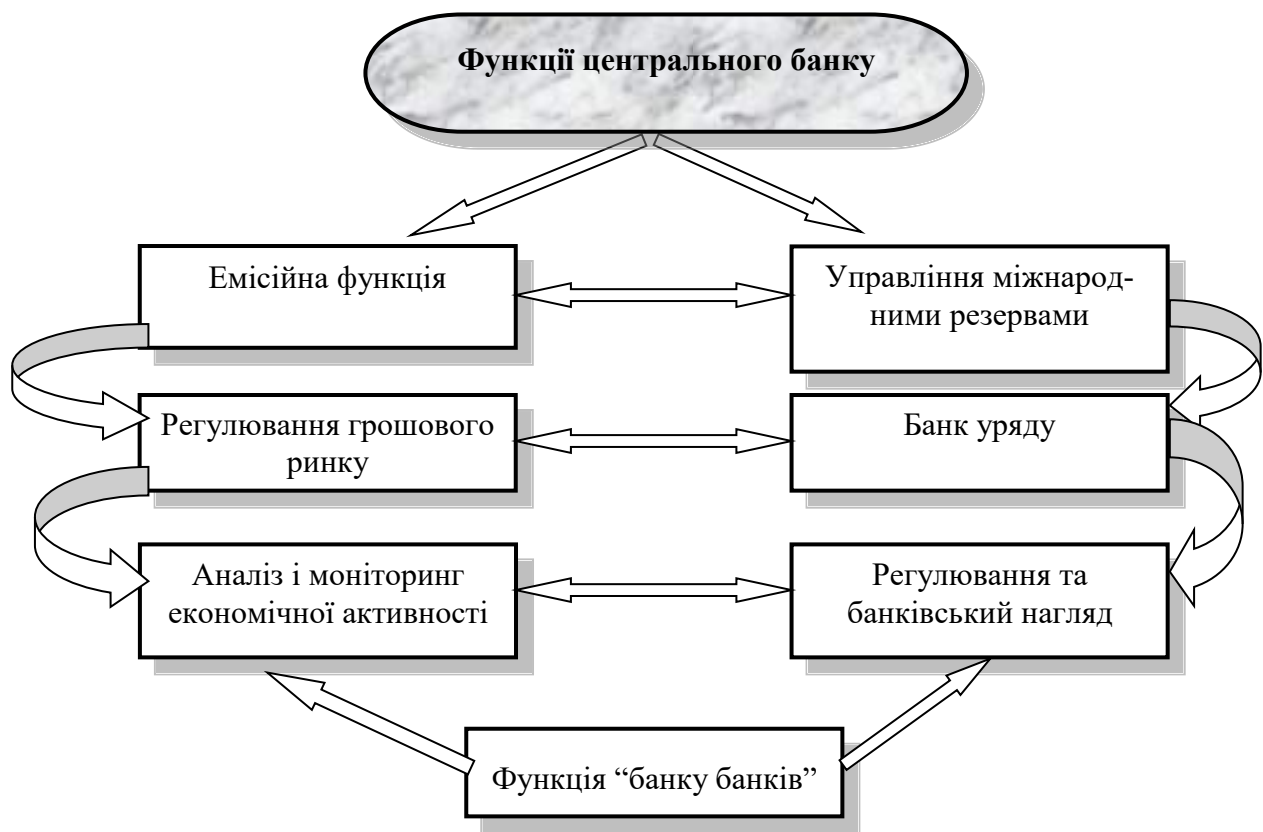 Функції центрального банку
Емісійна функція
Управління міжнарод-
ними резервами
Регулювання грошового
ринку
Банк уряду
Аналіз і моніторинг
економічної активності
Регулювання та
банківський нагляд
Функція “банку банків”